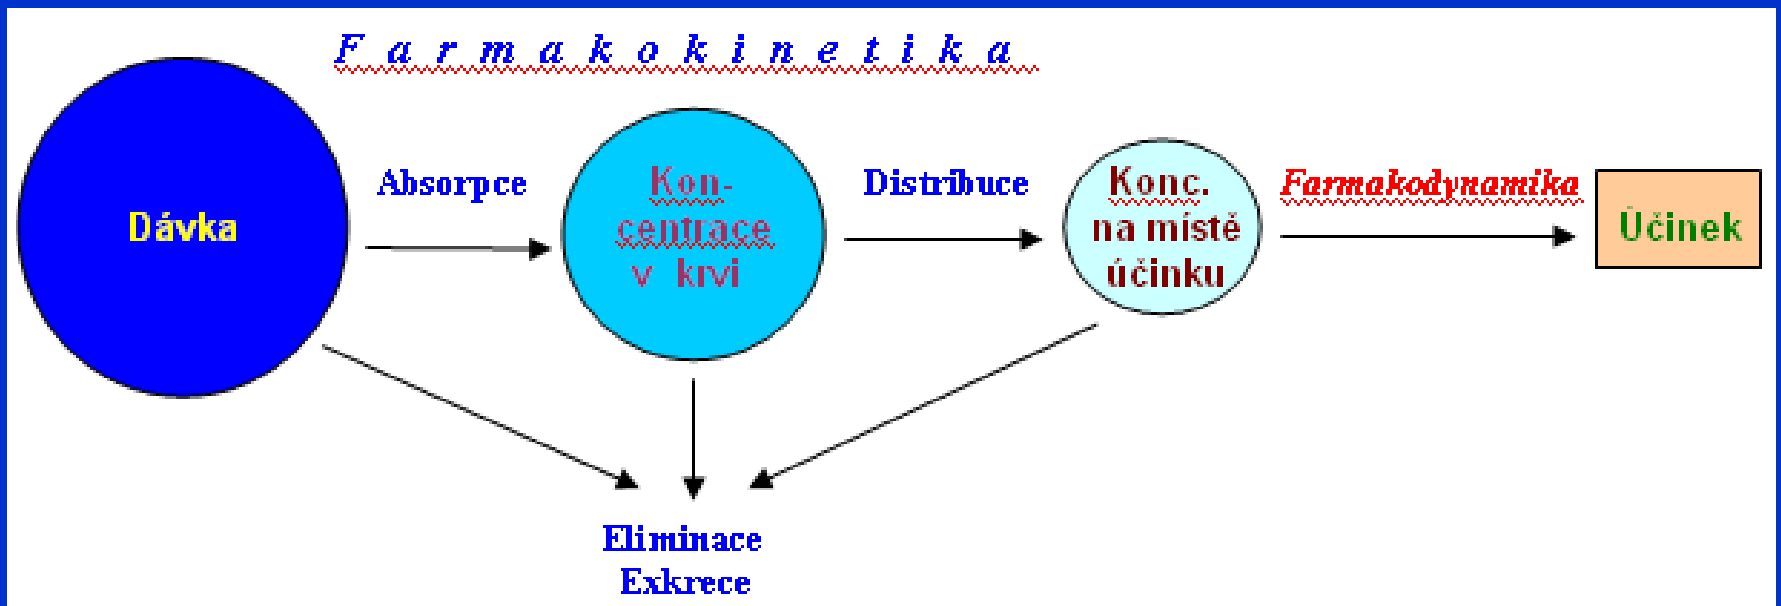 F a r m a k o k i n e t i k a
Dávka
Absorpce
Kon-
centrace
v krvi
Distribuce
Konc.
na místě
účinku
Farmakodynamika
Účinek
Eliminace
Exkrece